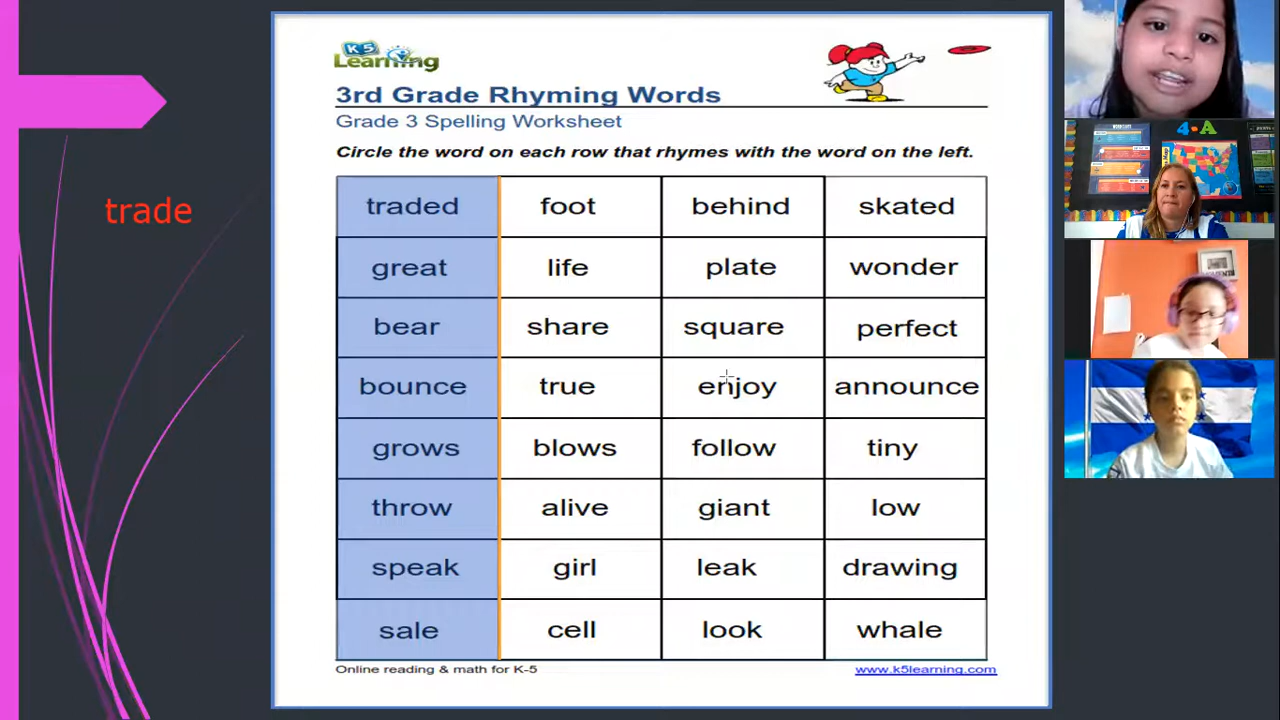 K5
Learning
3rd Grade Rhyming Words
Grade 3 Spelling Worksheet
Circle the word on each row that rhymes with the word on the left.
trade
traded foot behind skated
great life plate wonder
bear share square perfect
bounce true enjoy announce
grows blows follow tiny
throw alive giant low
speak girl leak drawing
sale cell look whale
Online reading & math for K-5 www.k5learning.com
4-A